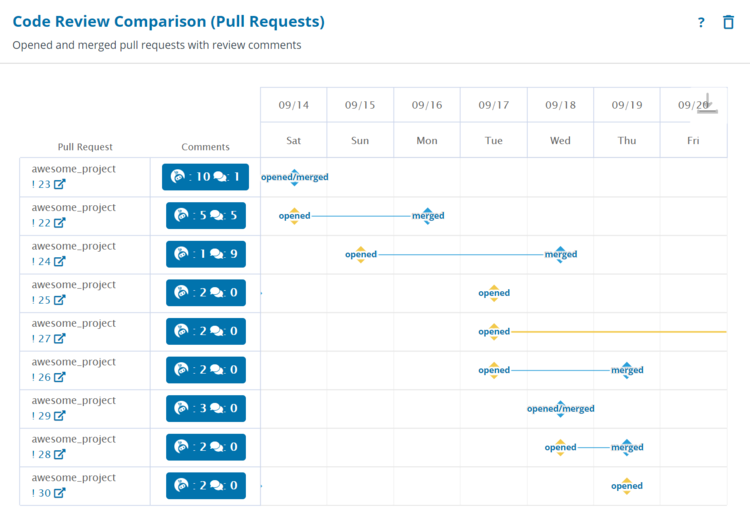 Code Review Comparison (Pull Requests)
?
Opened and merged pull requests with review comments
09/14 09/15 09/16 09/17 09/18 09/19 09/20
Pull Request Comments Sat Sun Mon Tue Wed Thu Fri
awesome_project
! 23 : 10 : 1 opened/merged
awesome_project
! 22 : 5 : 5 opened merged
awesome_project
! 24 : 1 : 9 opened merged
awesome_project
! 25 : 2 : 0 opened
awesome_project
! 27 : 2 : 0 opened
awesome_project
! 26 : 2 : 0 opened merged
awesome_project
! 29 : 3 : 0 opened/merged
awesome_project
! 28 : 2 : 0 opened merged
awesome_project
! 30 : 2 : 0 opened